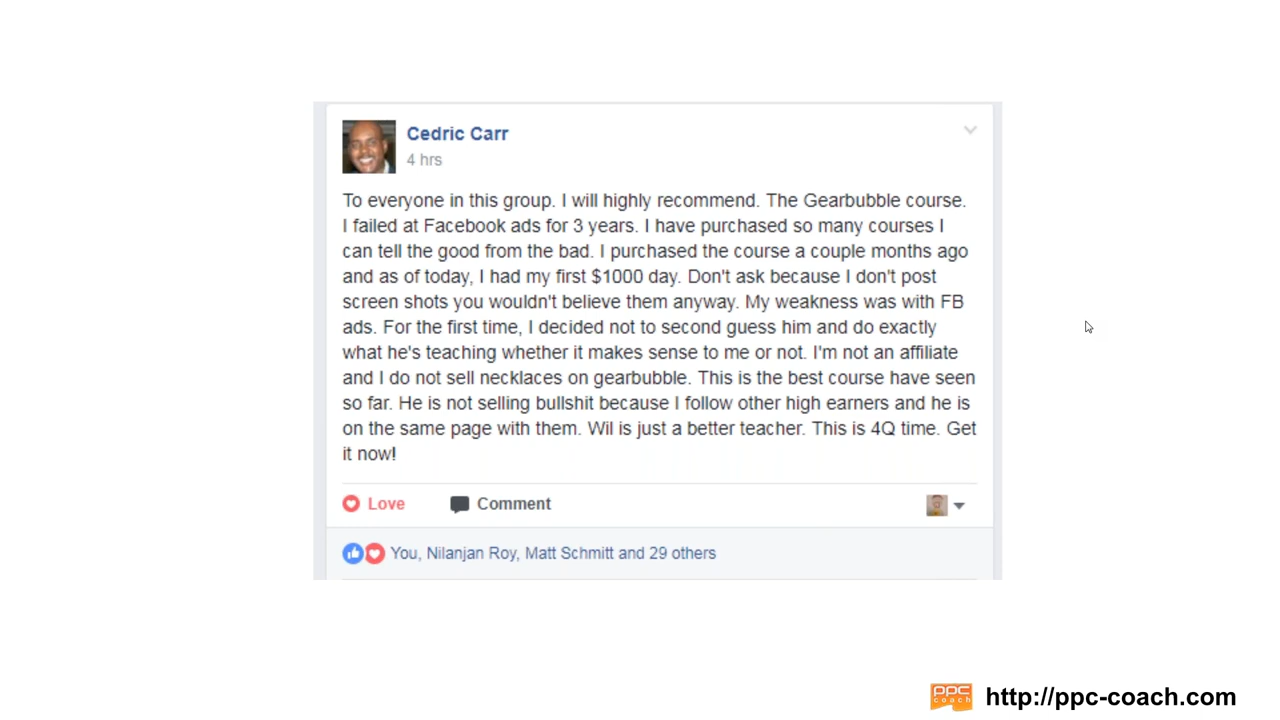 Cedric Carr
4 hrs
To everyone in this group. I will highly recommend. The Gearbubble course.
I failed at Facebook ads for 3 years. I have purchased so many courses I
can tell the good from the bad. I purchased the course a couple months ago
and as of today, I had my first $1000 day. Don't ask because I don't post
screen shots you wouldn't believe them anyway. My weakness was with FB
ads. For the first time, I decided not to second guess him and do exactly
what he's teaching whether it makes sense to me or not. I'm not an affiliate
and I do not sell necklaces on gearbubble. This is the best course have seen
so far. He is not selling bullshit because I follow other high earners and he is
on the same page with them. Wil is just a better teacher. This is 4Q time. Get
it now!
Love Comment
You, Nilanjan Roy, Matt Schmitt and 29 others
PPC
coach
http://ppc-coach.com